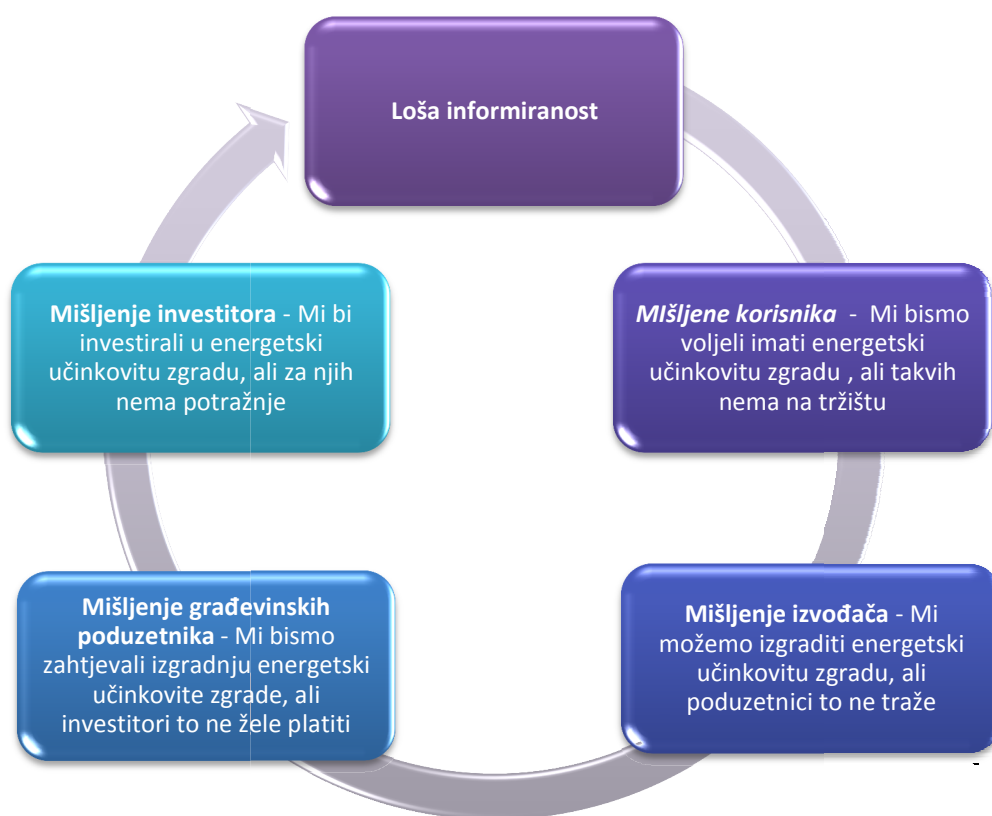 Loša informiranost
MIšljene korisnika - Mi bismo
voljeli imati energetski
učinkovitu zgradu , ali takvih
nema na tržištu
Mišljenje izvođača - Mi
možemo izgraditi energetski
učinkovitu zgradu, ali
poduzetnici to ne traže
Mišljenje građevinskih
poduzetnika - Mi bismo
zahtjevali izgradnju energetski
učinkovite zgrade, ali
investitori to ne žele platiti
Mišljenje investitora - Mi bi
investirali u energetski
učinkovitu zgradu, ali za njih
nema potražnje